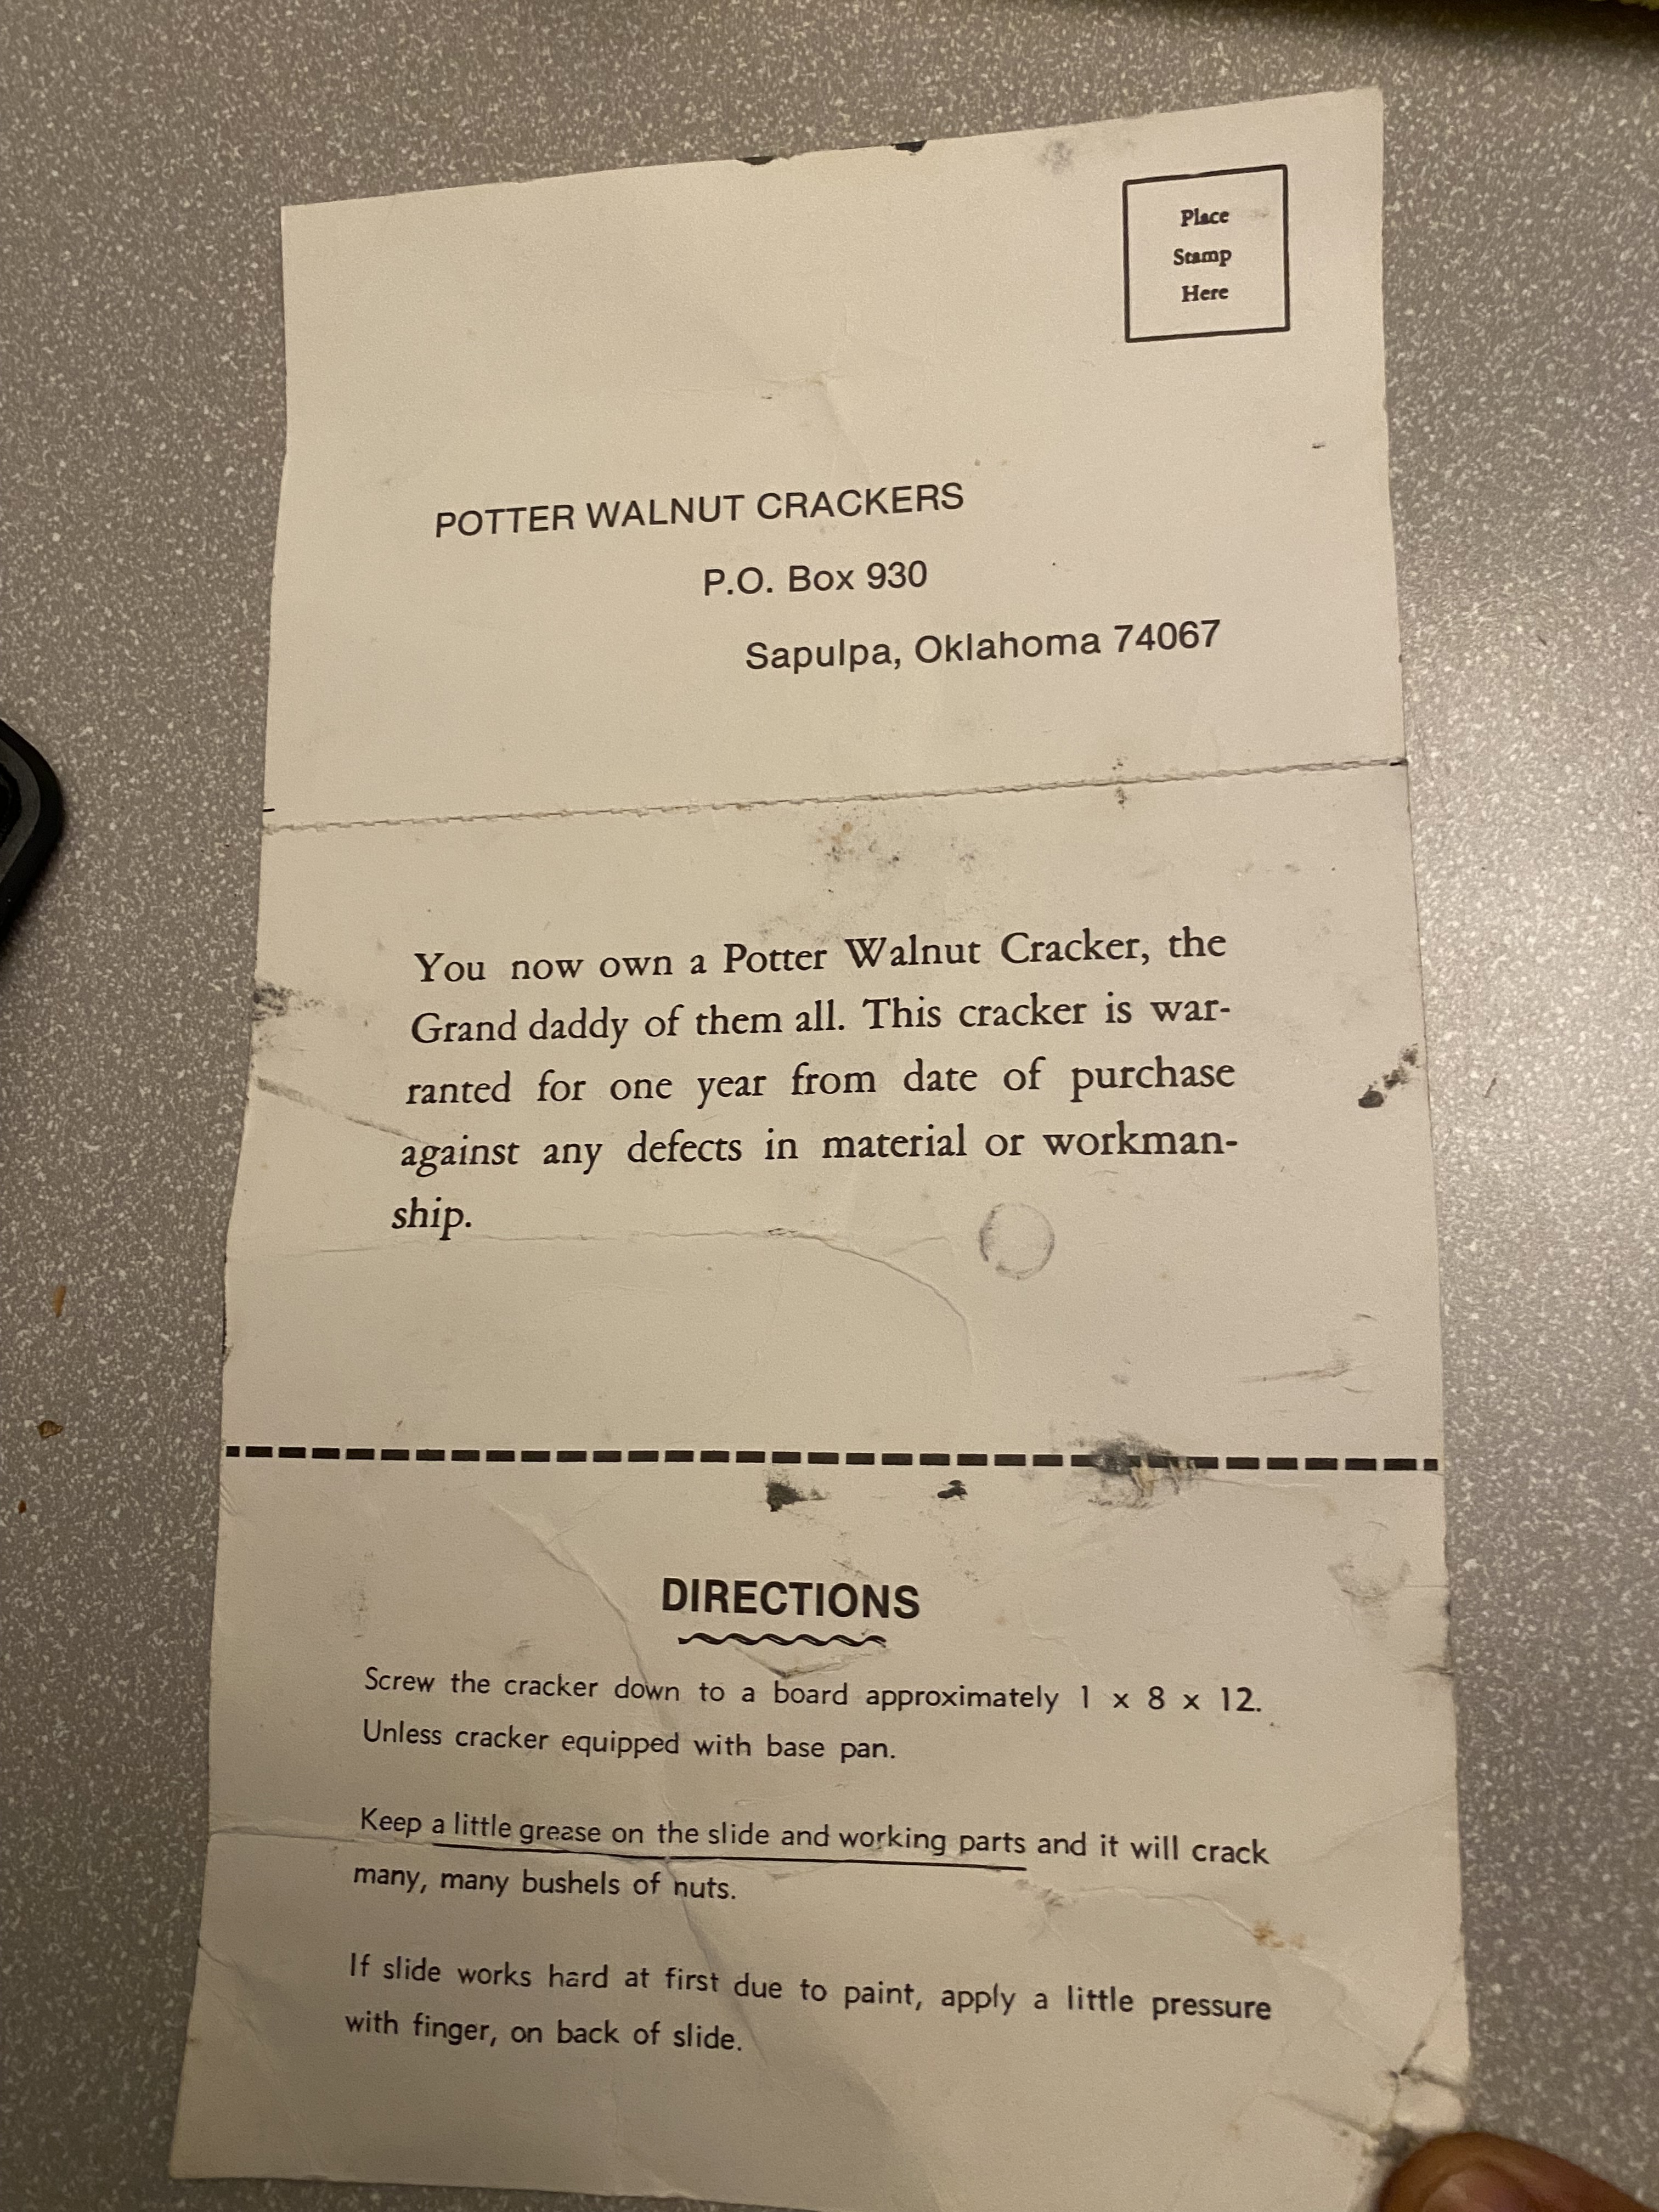 Place
Stamp
Here
POTTER WALNUT CRACKERS
P.O. Box 930
Sapulpa, Oklahoma 74067
You now own a Potter Walnut Cracker, the
Grand daddy of them all. This cracker is war-
ranted for one year from date of purchase
against any defects in material or workman-
ship.
DIRECTIONS
Screw the cracker down to a board approximately 1 x 8 x 12.
Unless cracker equipped with base pan.
Keep a little grease on the slide and working parts and it will crack
many, many bushels of nuts.
If slide works hard at first due to paint, apply a little pressure
with finger, on back of slide.